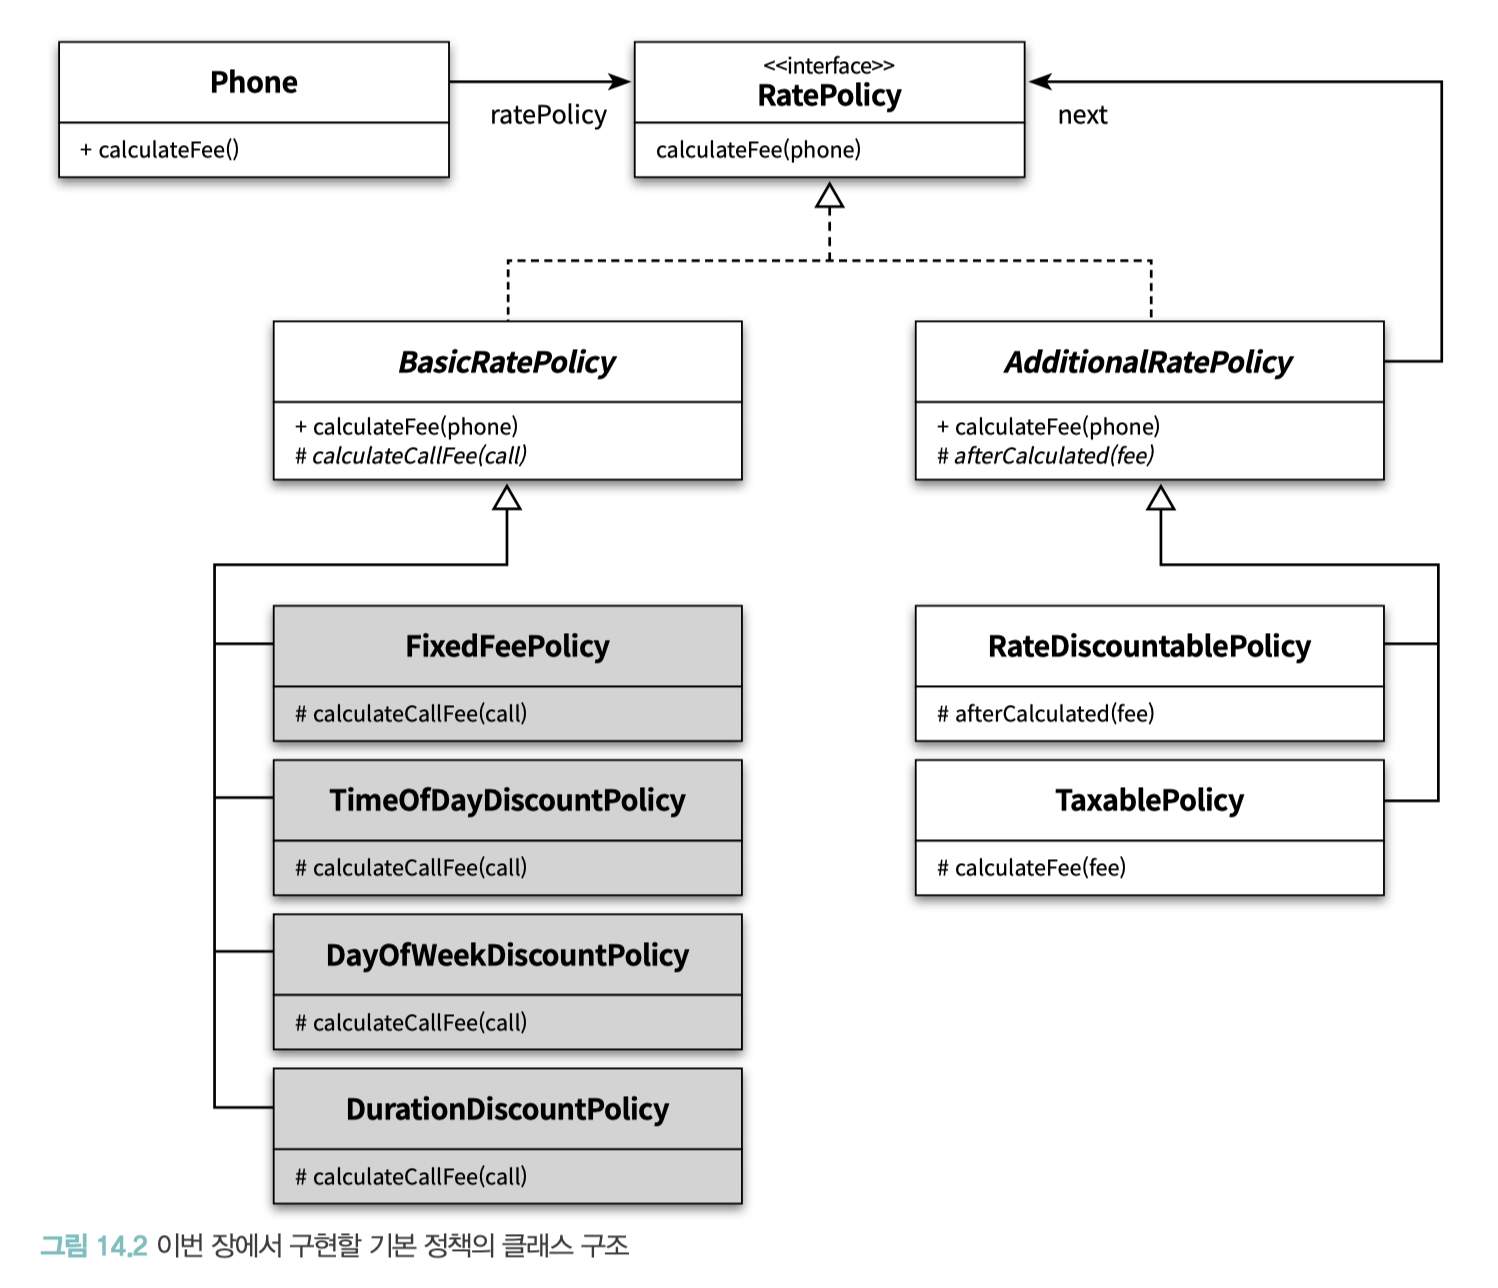 Phone
+ calculateFee()
ratePolicy
<<interface>>
RatePolicy
calculateFee(phone)
next
BasicRatePolicy
+ calculateFee(phone)
# calculateCallFee(call)
AdditionalRatePolicy
+ calculateFee(phone)
# afterCalculated(fee)
FixedFeePolicy
# calculateCallFee(call)
TimeOfDayDiscountPolicy
# calculateCallFee(call)
DayOfWeekDiscountPolicy
# calculateCallFee(call)
DurationDiscountPolicy
# calculateCallFee(call)
RateDiscountablePolicy
# afterCalculated(fee)
TaxablePolicy
# calculateFee(fee)
그림 14.2 이번 장에서 구현할 기본 정책의 클래스 구조